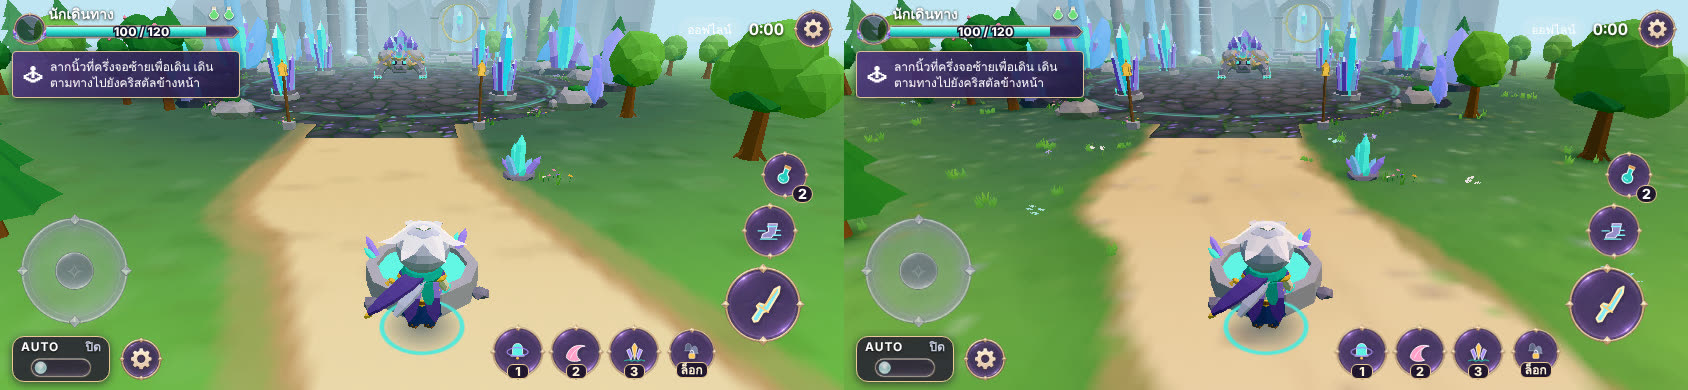 นักเดินทาง
100/120
ลากนิ้วที่ครึ่งจอซ้ายเพื่อเดิน เดิน
ตามทางไปยังคริสตัลข้างหน้า
ออฟไลน์
0:00
2
AUTO
ปิด
1
2
3
ล็อก
นักเดินทาง
100/120
ลากนิ้วที่ครึ่งจอซ้ายเพื่อเดิน เดิน
ตามทางไปยังคริสตัลข้างหน้า
ออฟไลน์
0:00
2
AUTO
ปิด
1
2
3
ล็อก